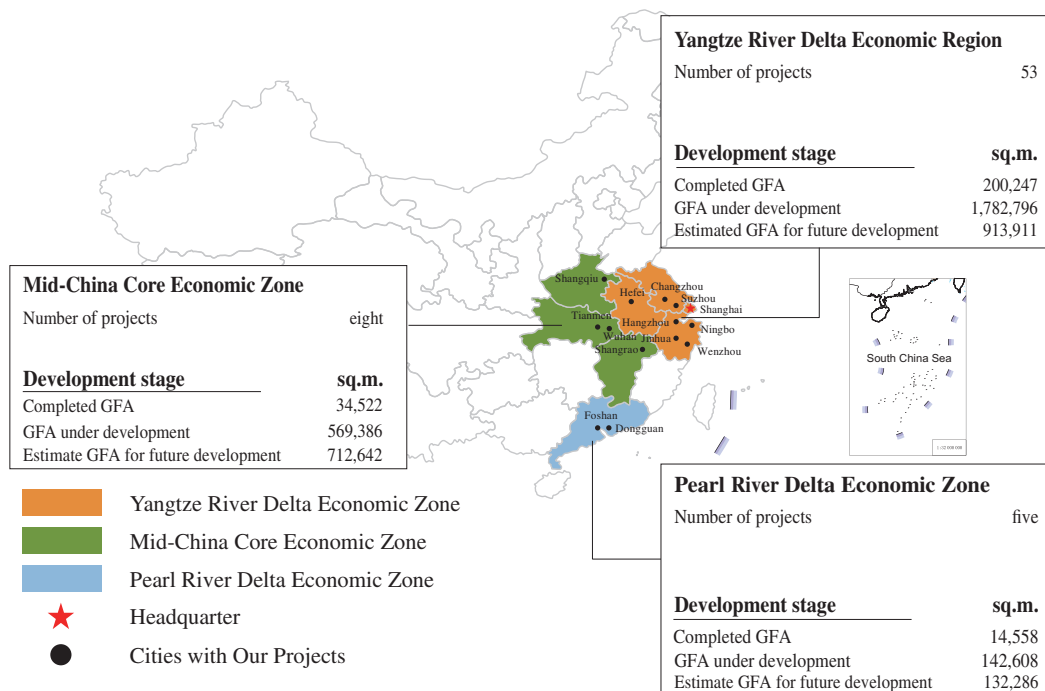 Yangtze River Delta Economic Region
Number of projects 53
Development stage sq.m.
Completed GFA 200,247
GFA under development 1,782,796
Estimated GFA for future development 913,911
Mid-China Core Economic Zone
Number of projects eight
Development stage sq.m.
Completed GFA 34,522
GFA under development 569,386
Estimate GFA for future development 712,642
Shangqiu
Hefei
Changzhou
Suzhou
Shanghai
Tianmen
Wuhan
Hangzhou
Ningbo
Jinhua
Shangrao
Wenzhou
Foshan
Dongguan
South China Sea
Pearl River Delta Economic Zone
Number of projects five
Development stage sq.m.
Completed GFA 14,558
GFA under development 142,608
Estimate GFA for future development 132,286
Yangtze River Delta Economic Zone
Mid-China Core Economic Zone
Pearl River Delta Economic Zone
Headquarter
Cities with Our Projects